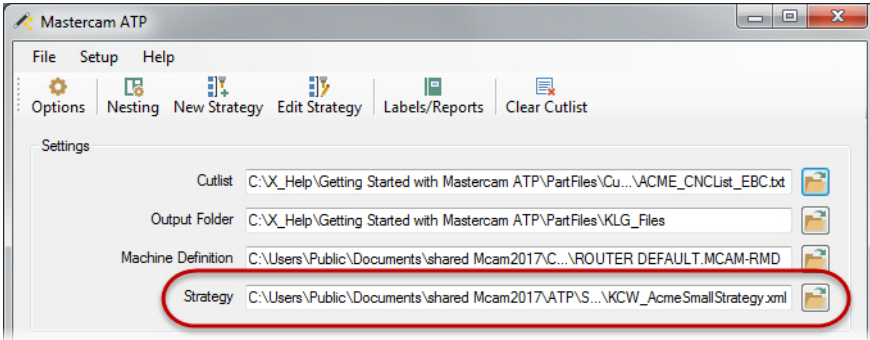 Mastercam ATP
File Setup Help
Options Nesting New Strategy Edit Strategy Labels/Reports Clear Cutlist
Settings
Cutlist C:\X_Help\Getting Started with Mastercam ATP\PartFiles\Cu...\ACME_CNCList_EBC.txt
Output Folder C:\X_Help\Getting Started with Mastercam ATP\PartFiles\KLG_Files
Machine Definition C:\Users\Public\Documents\shared Mcam2017\C...\ROUTER DEFAULT.MCAM-RMD
Strategy C:\Users\Public\Documents\shared Mcam2017\ATP\S...\KCW_AcmeSmallStrategy.xml